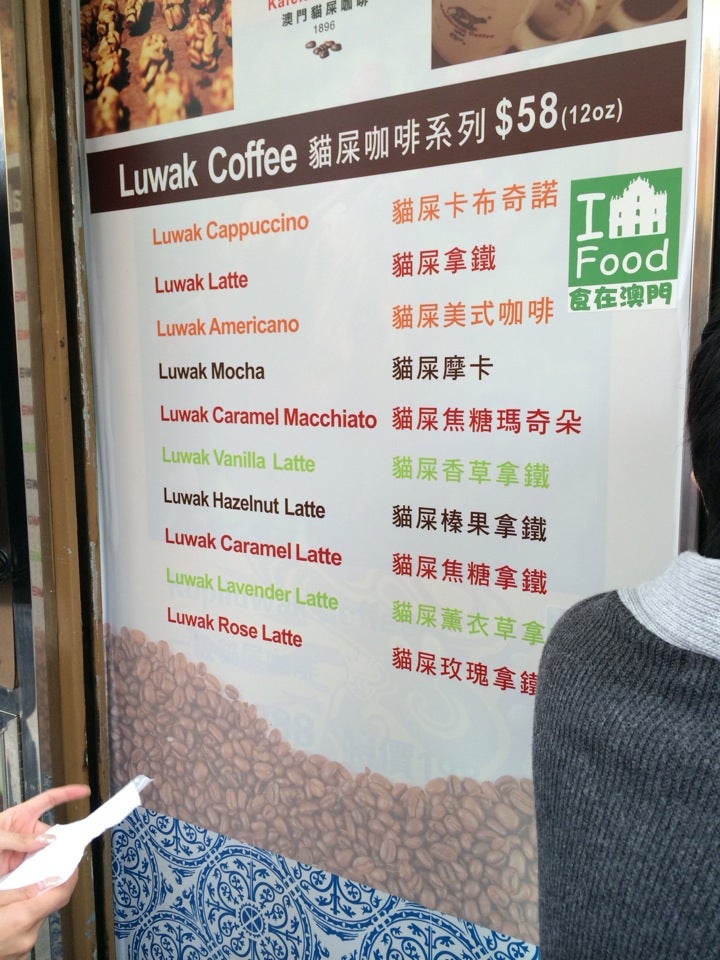 澳門貓屎咖啡
1896
Luwak Coffee 貓屎咖啡系列 $58(12oz)
Luwak Cappuccino 貓屎卡布奇諾
Luwak Latte 貓屎拿鐵
Luwak Americano 貓屎美式咖啡
Luwak Mocha 貓屎摩卡
Luwak Caramel Macchiato 貓屎焦糖瑪奇朵
Luwak Vanilla Latte 貓屎香草拿鐵
Luwak Hazelnut Latte 貓屎榛果拿鐵
Luwak Caramel Latte 貓屎焦糖拿鐵
Luwak Lavender Latte 貓屎薰衣草拿
Luwak Rose Latte 貓屎玫瑰拿鐵
I
Food
食在澳門